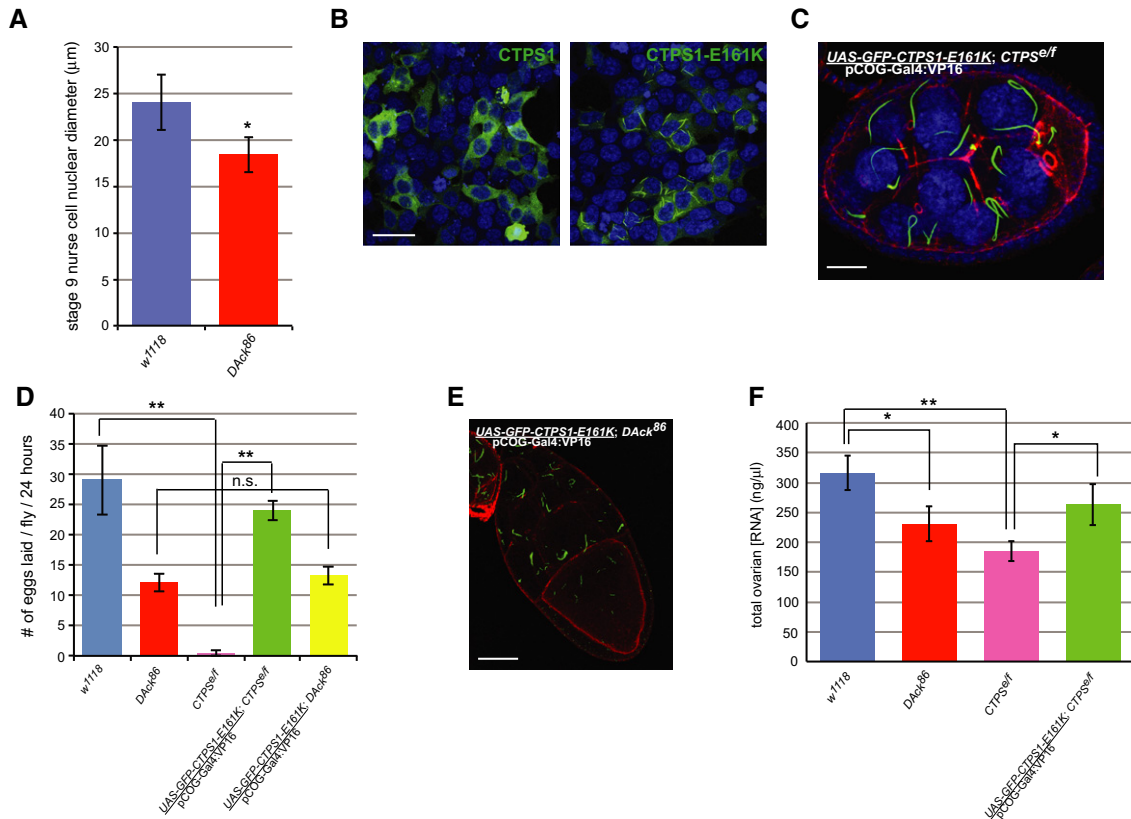 A
stage 9 nurse cell nuclear diameter (μm)
30
25
20
15
10
5
0
*
w1118
DAck86
B
CTPS1
CTPS1-E161K
C
UAS-GFP-CTPS1-E161K; CTPSe/f
pCOG-Gal4:VP16
D
# of eggs laid / fly / 24 hours
40
35
30
25
20
15
10
5
0
**
**
n.s.
w1118
DAck86
CTPSe/f
UAS-GFP-CTPS1-E161K; CTPSe/f
pCOG-Gal4:VP16
UAS-GFP-CTPS1-E161K; DAck86
pCOG-Gal4:VP16
E
UAS-GFP-CTPS1-E161K; DAck86
pCOG-Gal4:VP16
F
total ovarian [RNA] (ng/μl)
400
350
300
250
200
150
100
50
0
**
*
*
w1118
DAck86
CTPSe/f
UAS-GFP-CTPS1-E161K; CTPSe/f
pCOG-Gal4:VP16